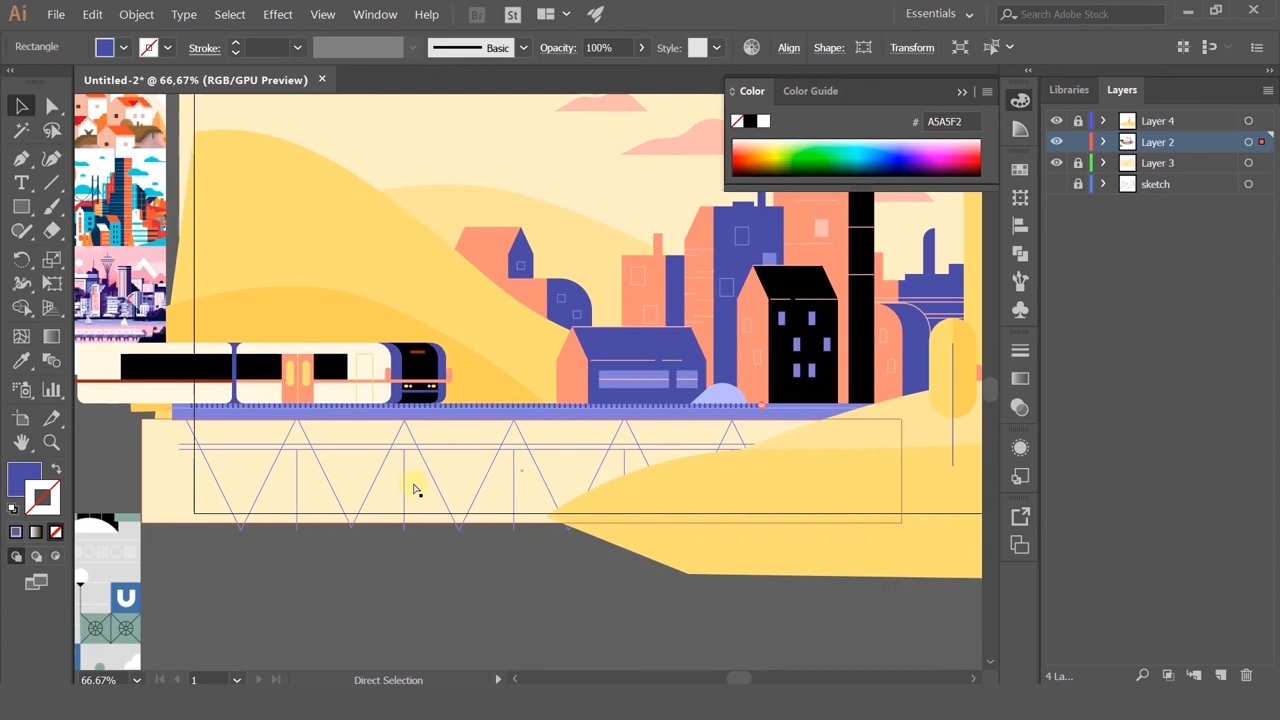 Ai File Edit Object Type Select Effect View Window Help Br St Essentials Search Adobe Stock
Rectangle Stroke: Basic Opacity: 100% Style: Align Shape: Transform
Untitled-2* @ 66,67% (RGB/GPU Preview) ×
Color Color Guide
# A5A5F2
Libraries Layers
Layer 4
Layer 2
Layer 3
sketch
U
66,67% 1 Direct Selection
4 La...